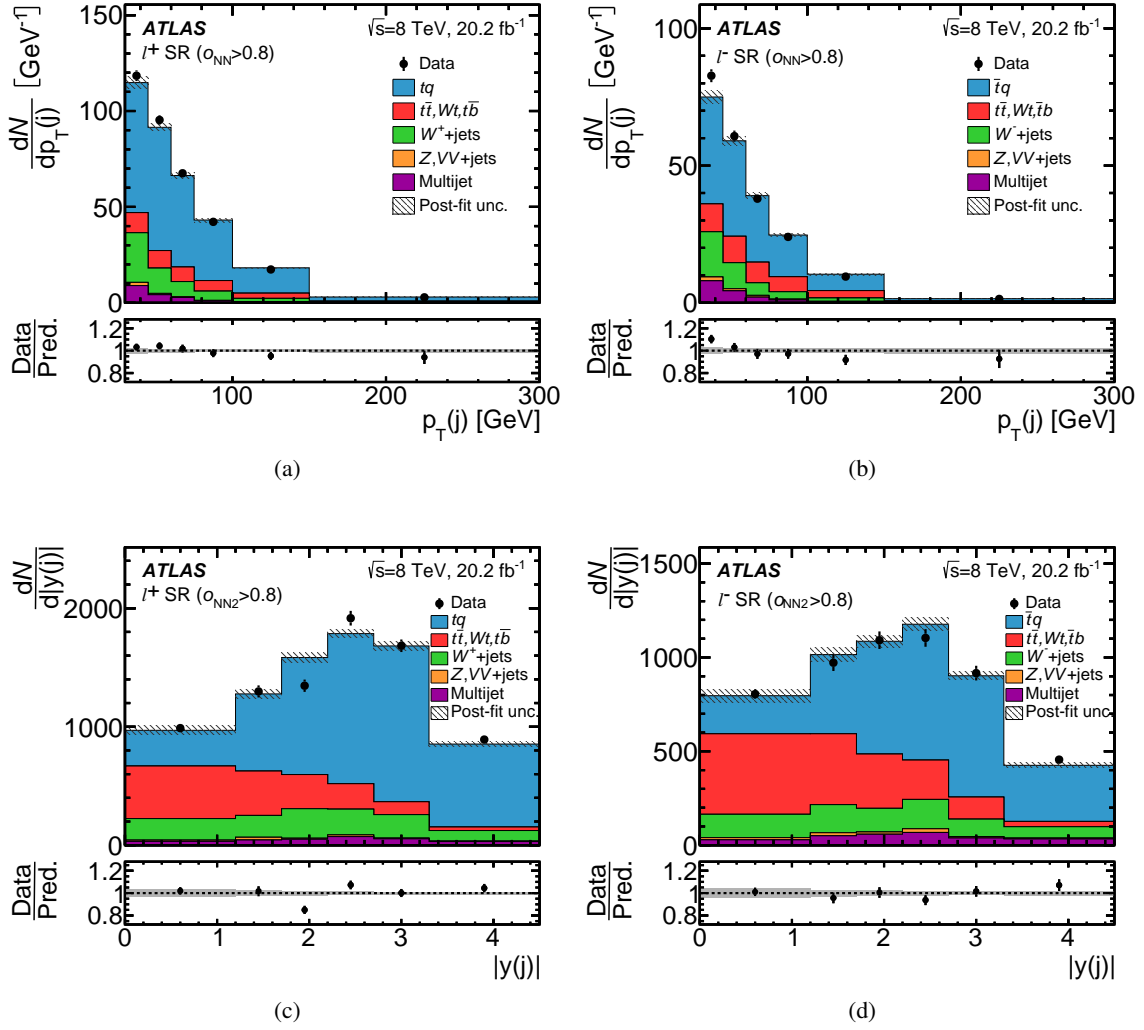 dN/dp_T(j) [GeV⁻¹]
150
100
50
0
ATLAS
√s=8 TeV, 20.2 fb⁻¹
l⁺ SR (o_NN>0.8)
Data
tq
tt̄,Wt,tb̄
W⁺+jets
Z,VV+jets
Multijet
Post-fit unc.
Data/Pred.
1.2
1
0.8
100 200 300
p_T(j) [GeV]
(a)
dN/dp_T(j) [GeV⁻¹]
100
50
0
ATLAS
√s=8 TeV, 20.2 fb⁻¹
l⁻ SR (o_NN>0.8)
Data
t̄q
tt̄,Wt,t̄b
W⁻+jets
Z,VV+jets
Multijet
Post-fit unc.
Data/Pred.
1.2
1
0.8
100 200 300
p_T(j) [GeV]
(b)
dN/d|y(j)|
2000
1000
0
ATLAS
√s=8 TeV, 20.2 fb⁻¹
l⁺ SR (o_NN2>0.8)
Data
tq
tt̄,Wt,tb̄
W⁺+jets
Z,VV+jets
Multijet
Post-fit unc.
Data/Pred.
1.2
1
0.8
0 1 2 3 4
|y(j)|
(c)
dN/d|y(j)|
1500
1000
500
0
ATLAS
√s=8 TeV, 20.2 fb⁻¹
l⁻ SR (o_NN2>0.8)
Data
t̄q
tt̄,Wt,t̄b
W⁻+jets
Z,VV+jets
Multijet
Post-fit unc.
Data/Pred.
1.2
1
0.8
0 1 2 3 4
|y(j)|
(d)